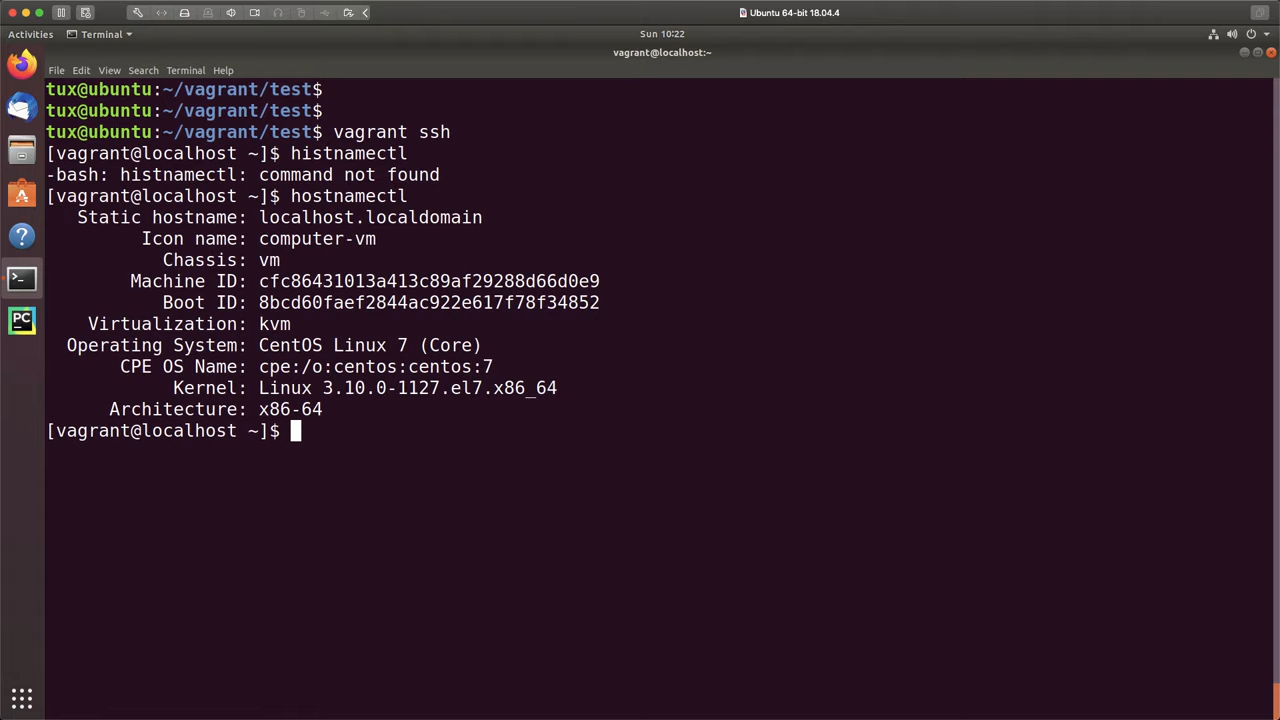 Ubuntu 64-bit 18.04.4
Activities Terminal Sun 10:22
vagrant@localhost:~
File Edit View Search Terminal Help
tux@ubuntu:~/vagrant/test$
tux@ubuntu:~/vagrant/test$
tux@ubuntu:~/vagrant/test$ vagrant ssh
[vagrant@localhost ~]$ histnamectl
-bash: histnamectl: command not found
[vagrant@localhost ~]$ hostnamectl
Static hostname: localhost.localdomain
Icon name: computer-vm
Chassis: vm
Machine ID: cfc86431013a413c89af29288d66d0e9
Boot ID: 8bcd60faef2844ac922e617f78f34852
Virtualization: kvm
Operating System: CentOS Linux 7 (Core)
CPE OS Name: cpe:/o:centos:centos:7
Kernel: Linux 3.10.0-1127.el7.x86_64
Architecture: x86-64
[vagrant@localhost ~]$
PC